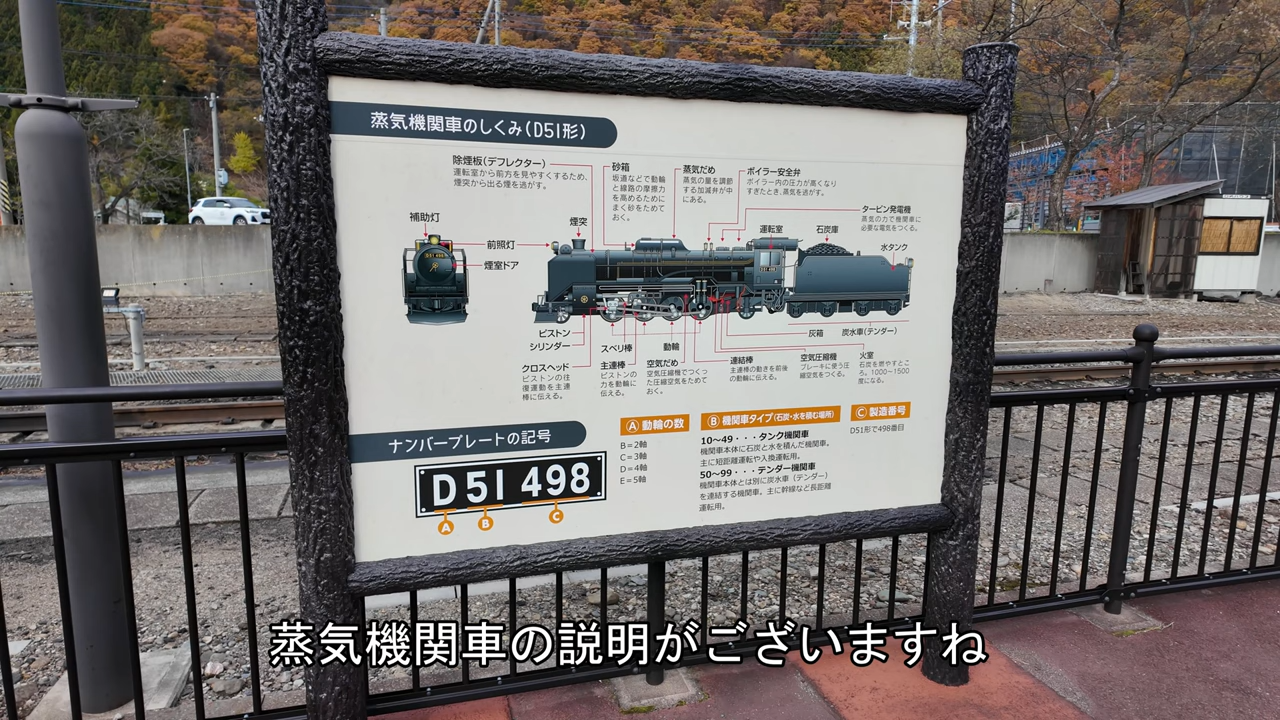 蒸気機関車のしくみ(D51形)
除煙板(デフレクター)
運転室から前方を見やすくするため、
煙突から出る煙を逃がす。
砂箱
坂道などで動輪
と線路の摩擦力
を高めるために
まく砂をためて
おく。
蒸気だめ
蒸気の量を調節
する加減弁が中
にある。
ボイラー安全弁
ボイラー内の圧力が高くなり
すぎたとき、蒸気を逃がす。
タービン発電機
蒸気の力で機関車に
必要な電気をつくる。
補助灯
前照灯
煙室ドア
煙突
運転室
石炭庫
水タンク
D51 498
ピストン
シリンダー
クロスヘッド
ピストンの往
復運動を主連
棒に伝える。
スベリ棒
主連棒
ピストンの
力を動輪に
伝える。
動輪
空気だめ
空気圧縮機でつくっ
た圧縮空気をためて
おく。
連結棒
主連棒の動きを前後
の動輪に伝える。
灰箱
炭水車(テンダー)
空気圧縮機
ブレーキに使う圧
縮空気をつくる。
火室
石炭を燃やすとこ
ろ。1000〜1500
度になる。
ナンバープレートの記号
D51 498
A
B
C
A 動輪の数
B=2軸
C=3軸
D=4軸
E=5軸
B 機関車タイプ(石炭・水を積む場所)
10〜49・・・タンク機関車
機関車本体に石炭と水を積んだ機関車。
主に短距離運転や入換運転用。
50〜99・・・テンダー機関車
機関車本体とは別に炭水車(テンダー)
を連結する機関車。主に幹線など長距離
運転用。
C 製造番号
D51形で498番目
蒸気機関車の説明がございますね